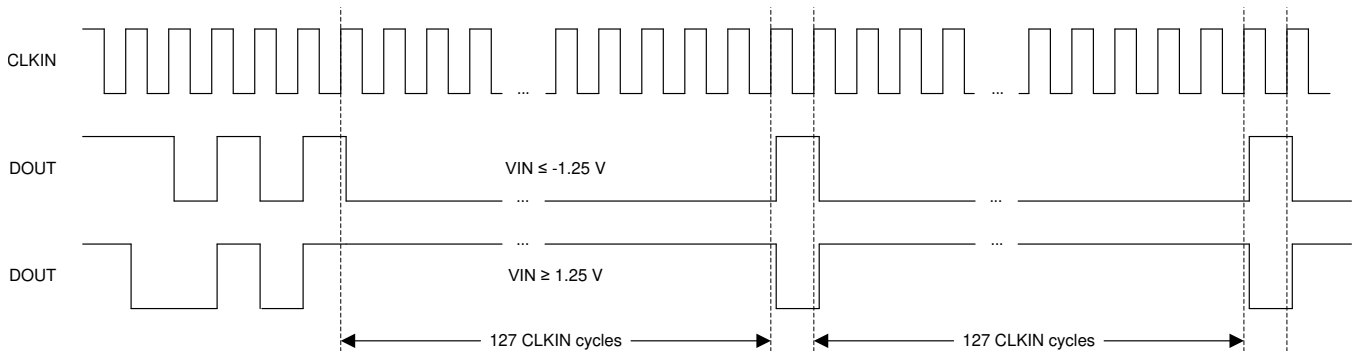 CLKIN
... ...
DOUT
VIN ≤ -1.25 V
... ...
... ...
DOUT
VIN ≥ 1.25 V
127 CLKIN cycles
127 CLKIN cycles